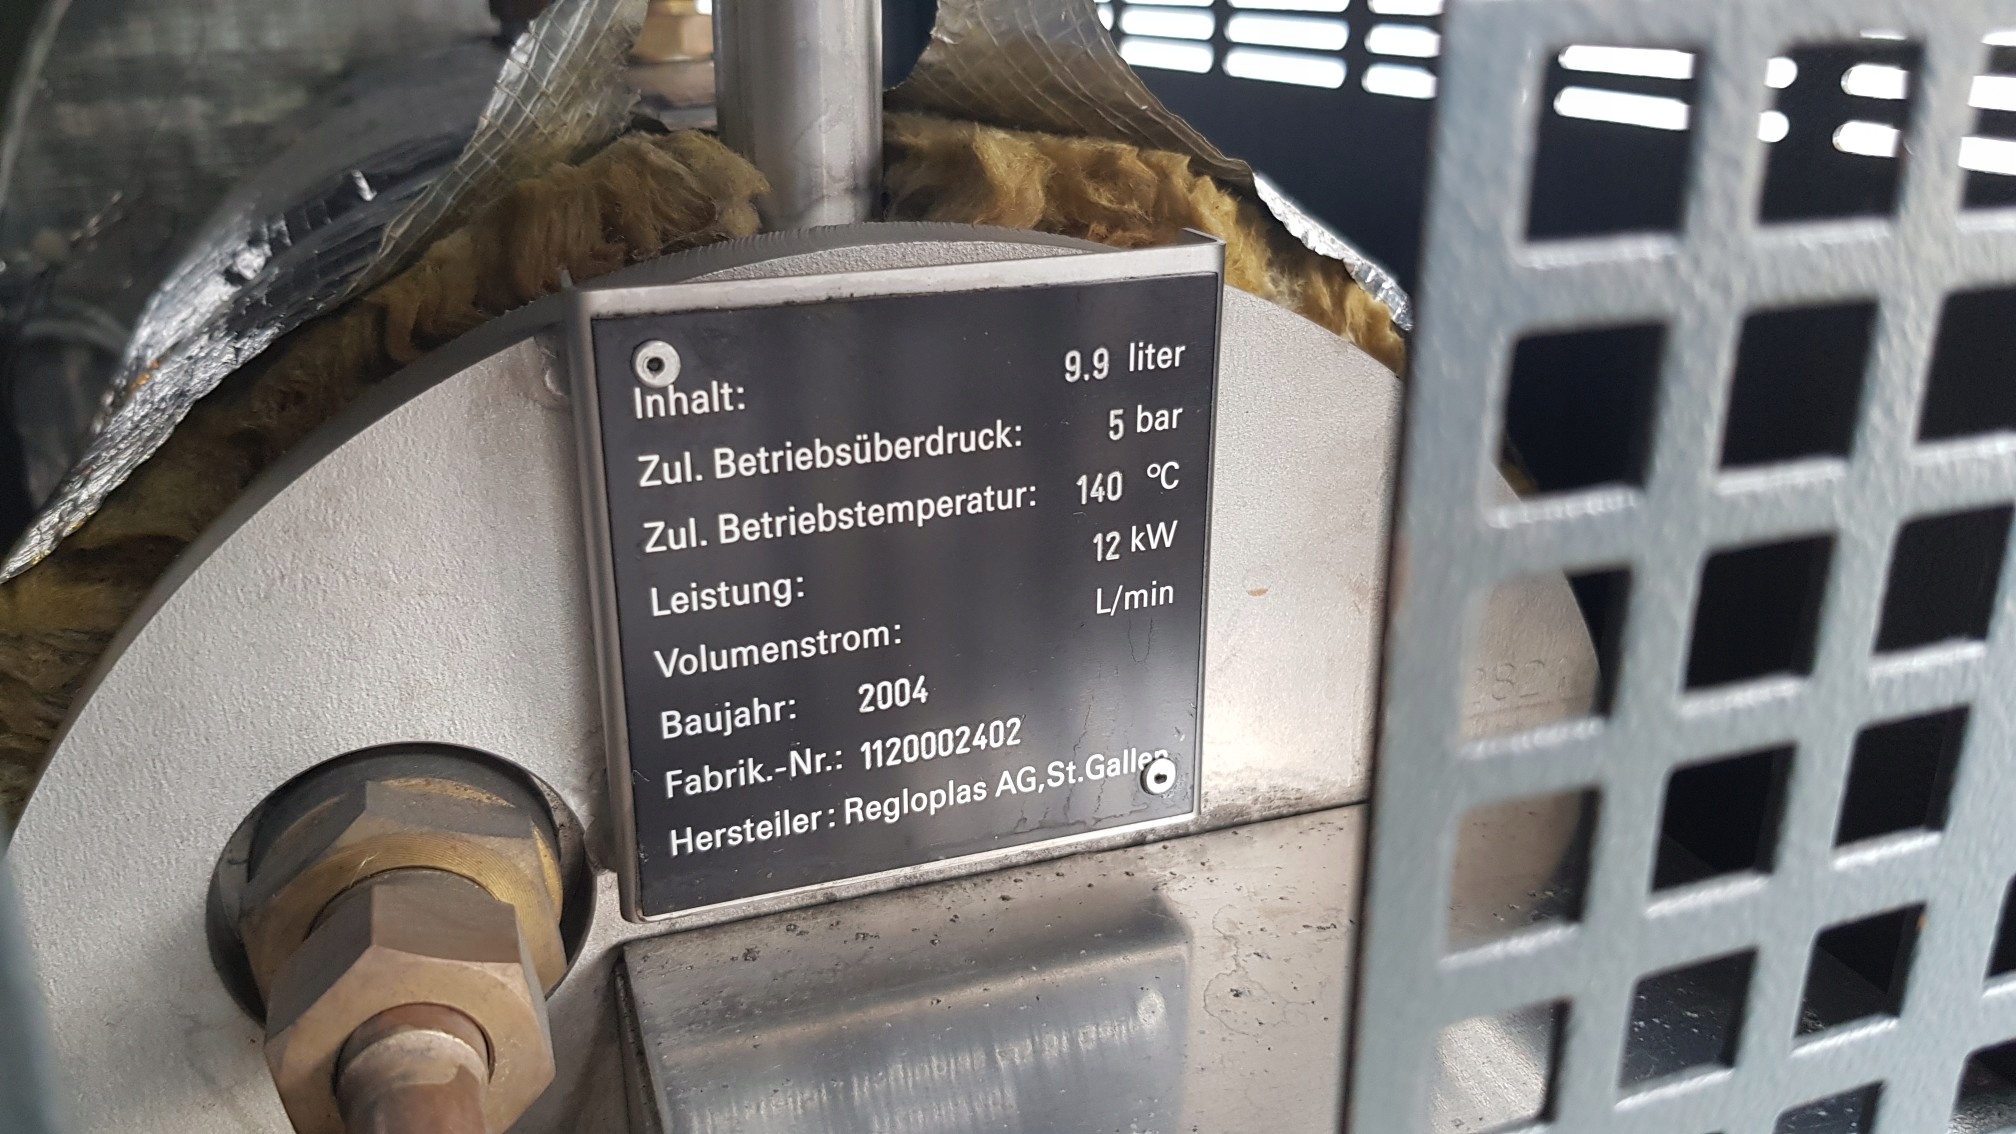 Inhalt: 9.9 liter
Zul. Betriebsüberdruck: 5 bar
Zul. Betriebstemperatur: 140 °C
Leistung: 12 kW
Volumenstrom: L/min
Baujahr: 2004
Fabrik.-Nr.: 1120002402
Hersteller: Regloplas AG,St.Gallen